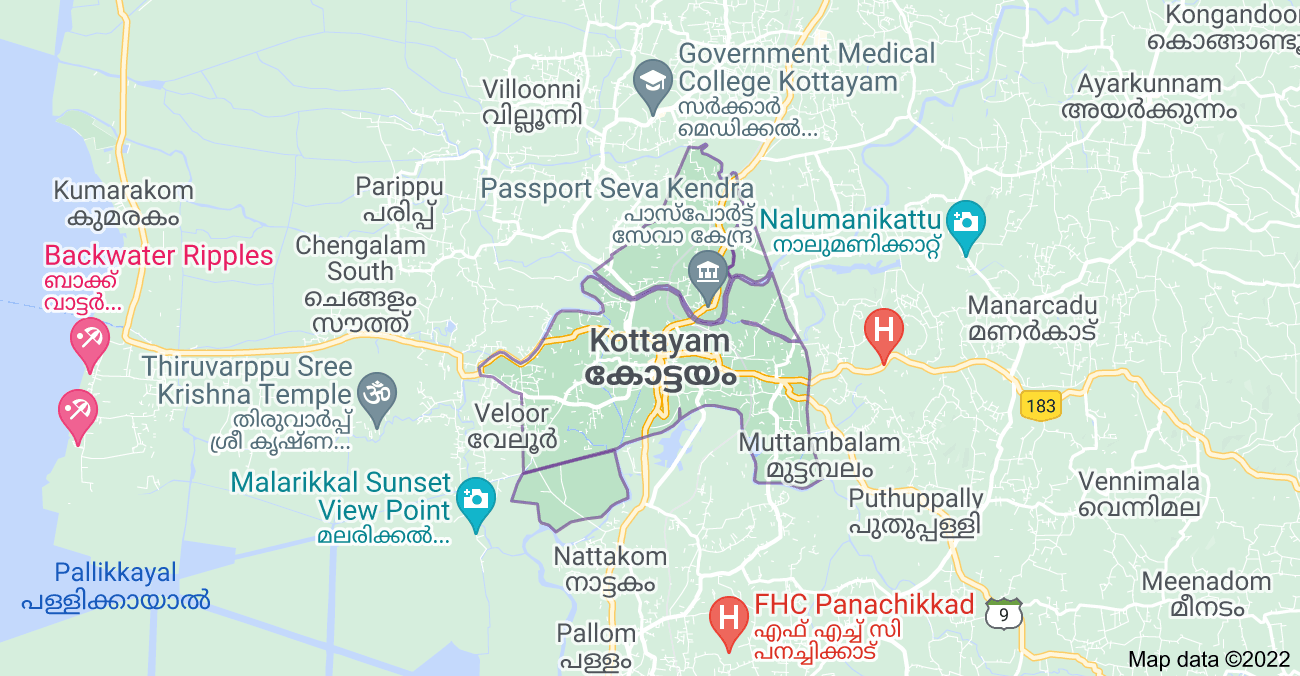 Kongandoor
കൊങ്ങാണ്ടൂ
Government Medical
College Kottayam
സർക്കാർ
മെഡിക്കൽ...
Villoonni
വില്ലൂന്നി
Ayarkunnam
അയർക്കുന്നം
Kumarakom
കുമരകം
Parippu
പരിപ്പ്
Passport Seva Kendra
പാസ്പോർട്ട്
സേവാ കേന്ദ്ര
Nalumanikattu
നാലുമണിക്കാറ്റ്
Backwater Ripples
ബാക്ക്
വാട്ടർ...
Chengalam
South
ചെങ്ങളം
സൗത്ത്
Manarcadu
മണർകാട്
H
Kottayam
കോട്ടയം
Thiruvarppu Sree
Krishna Temple
തിരുവാർപ്പ്
ശ്രീ കൃഷ്ണ...
183
Veloor
വേലൂർ
Muttambalam
മുട്ടമ്പലം
Malarikkal Sunset
View Point
മലരിക്കൽ...
Puthuppally
പുതുപ്പള്ളി
Vennimala
വെന്നിമല
Nattakom
നാട്ടകം
Pallikkayal
പള്ളിക്കായാൽ
Meenadom
മീനടം
H
FHC Panachikkad
എഫ് എച്ച് സി
പനച്ചിക്കാട്
9
Pallom
പള്ളം
Map data ©2022